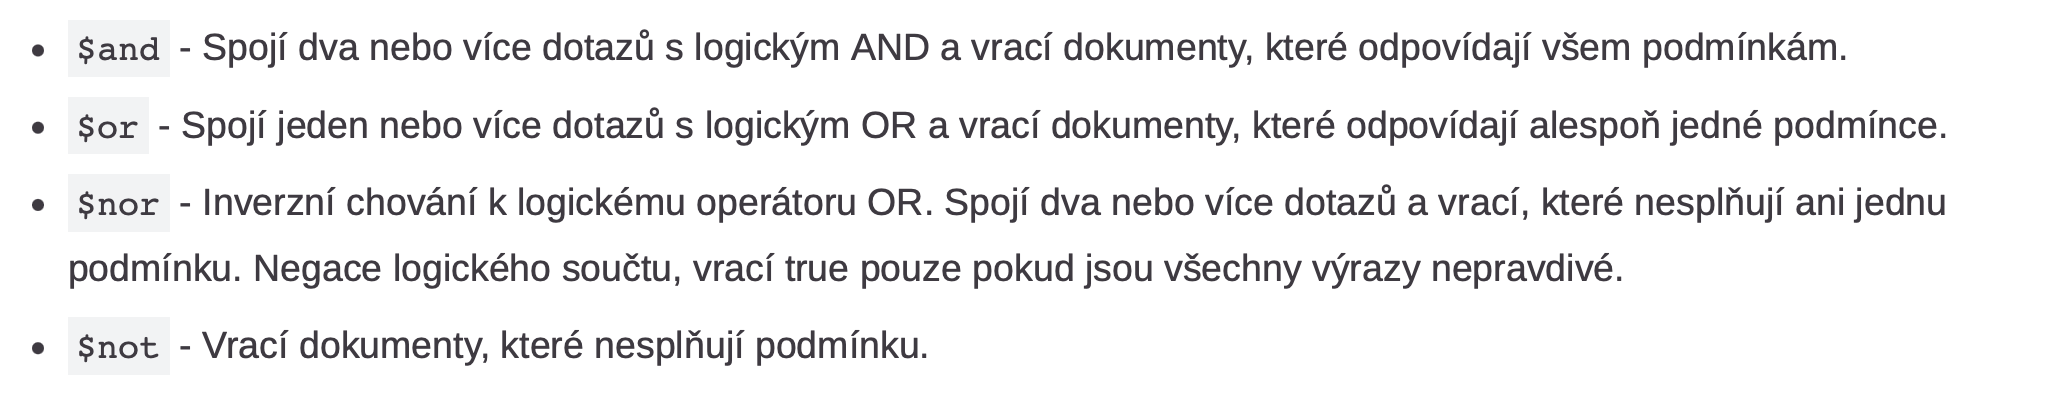 • $and - Spojí dva nebo více dotazů s logickým AND a vrací dokumenty, které odpovídají všem podmínkám.
• $or - Spojí jeden nebo více dotazů s logickým OR a vrací dokumenty, které odpovídají alespoň jedné podmínce.
• $nor - Inverzní chování k logickému operátoru OR. Spojí dva nebo více dotazů a vrací, které nesplňují ani jednu
podmínku. Negace logického součtu, vrací true pouze pokud jsou všechny výrazy nepravdivé.
• $not - Vrací dokumenty, které nesplňují podmínku.